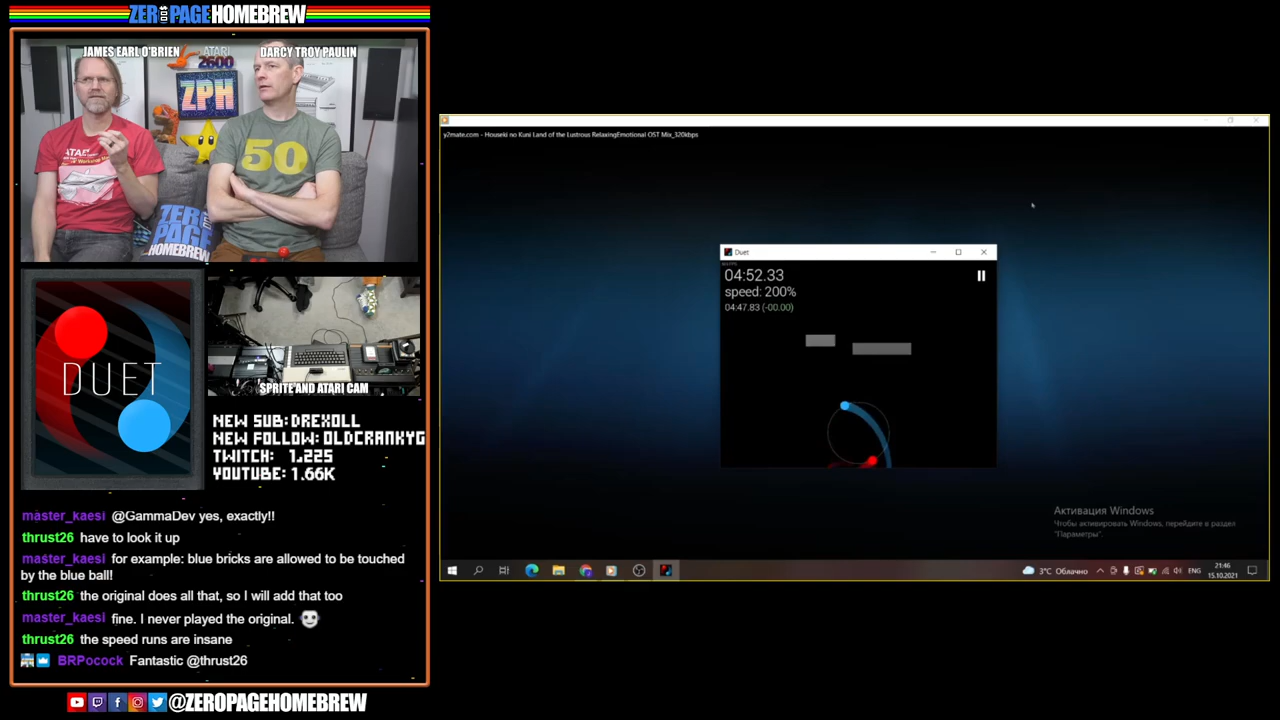 ZEROPAGE HOMEBREW
JAMES EARL O'BRIEN
ATARI
2600
DARCY TROY PAULIN
ZPH
ATARI
50
ZERO
PAGE
HOMEBREW
DUET
SPRITE AND ATARI CAM
NEW SUB: DREXOLL
NEW FOLLOW: OLDCRANKYG
TWITCH: 1,225
YOUTUBE: 1.66K
master_kaesi @GammaDev yes, exactly!!
thrust26 have to look it up
master_kaesi for example: blue bricks are allowed to be touched
by the blue ball!
thrust26 the original does all that, so I will add that too
master_kaesi fine. I never played the original.
thrust26 the speed runs are insane
BRPocock Fantastic @thrust26
@ZEROPAGEHOMEBREW
y2mate.com - Houseki no Kuni Land of the Lustrous RelaxingEmotional OST Mix_320kbps
Duet
04:52.33
speed: 200%
04:47.83 (-00.00)
Активация Windows
Чтобы активировать Windows, перейдите в раздел
"Параметры".
3°C Облачно
ENG
21:46
15.10.2021